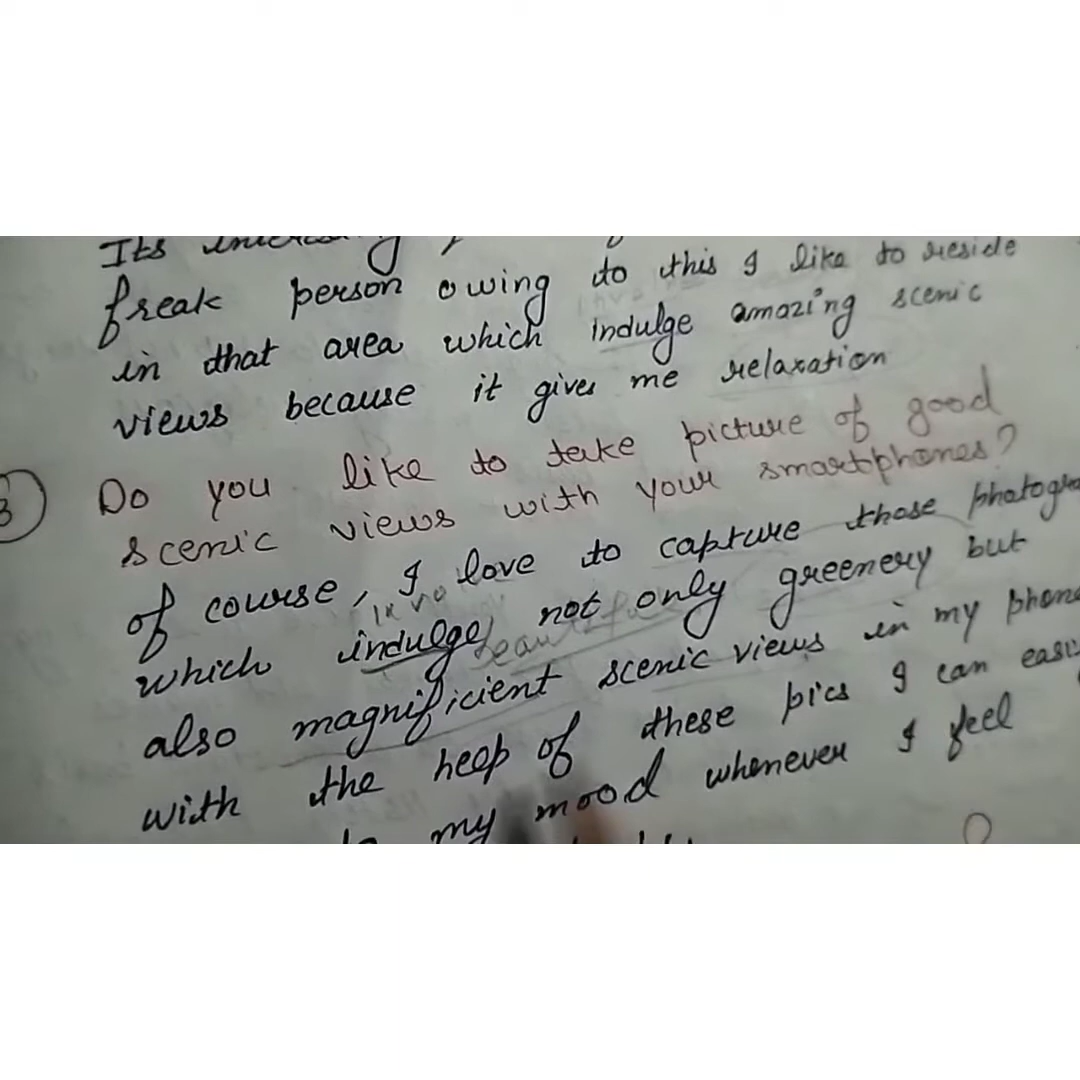 Its
freak person owing to this I like to reside
in that area which indulge amazing scenic
views because it gives me relaxation
3 Do you like to take picture of good
scenic views with your smartphones?
of course, I love to capture those
which indulge not only greenery but
also magnificient scenic views in my phone
with the help of these pics I can
my mood whenever I feel